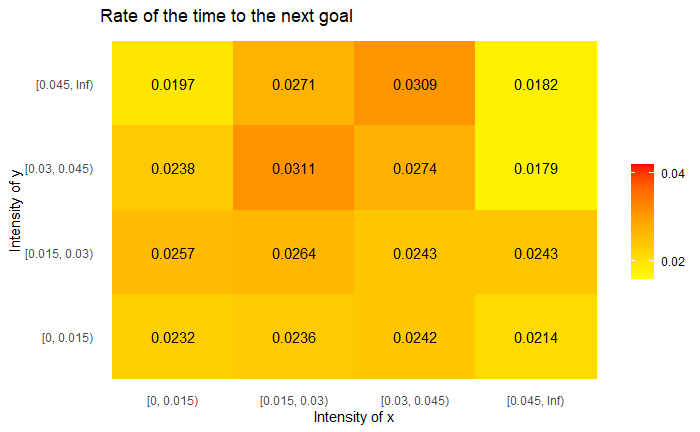 Rate of the time to the next goal
[0.045, Inf) 0.0197 0.0271 0.0309 0.0182
[0.03, 0.045) 0.0238 0.0311 0.0274 0.0179
0.04
Intensity of y
[0.015, 0.03) 0.0257 0.0264 0.0243 0.0243
0.02
[0, 0.015) 0.0232 0.0236 0.0242 0.0214
[0, 0.015) [0.015, 0.03) [0.03, 0.045) [0.045, Inf)
Intensity of x